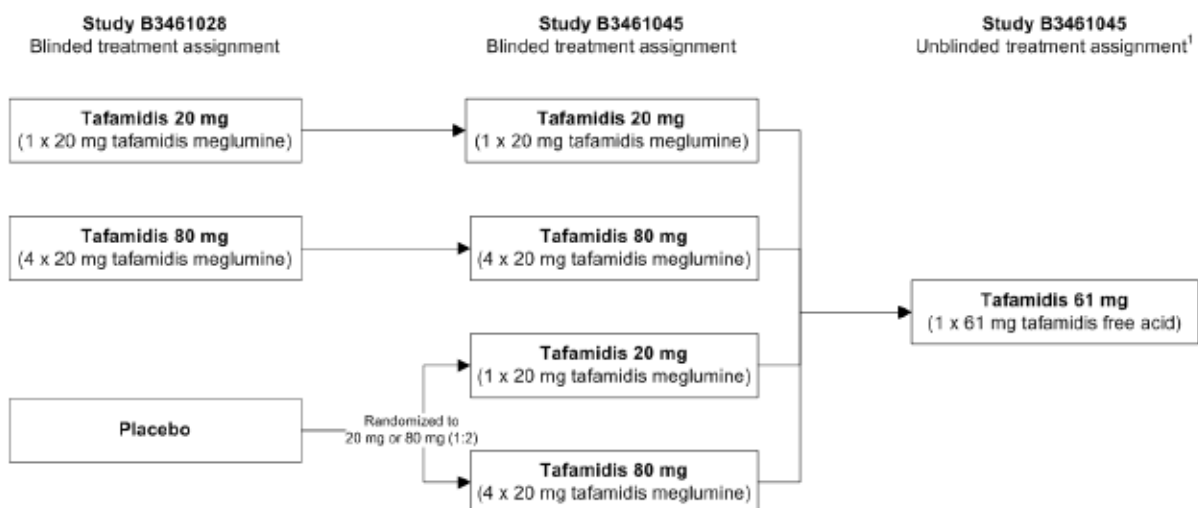 Study B3461028
Blinded treatment assignment
Study B3461045
Blinded treatment assignment
Study B3461045
Unblinded treatment assignment¹
Tafamidis 20 mg
(1 x 20 mg tafamidis meglumine)
Tafamidis 20 mg
(1 x 20 mg tafamidis meglumine)
Tafamidis 80 mg
(4 x 20 mg tafamidis meglumine)
Tafamidis 80 mg
(4 x 20 mg tafamidis meglumine)
Tafamidis 61 mg
(1 x 61 mg tafamidis free acid)
Tafamidis 20 mg
(1 x 20 mg tafamidis meglumine)
Placebo
Randomized to
20 mg or 80 mg (1:2)
Tafamidis 80 mg
(4 x 20 mg tafamidis meglumine)